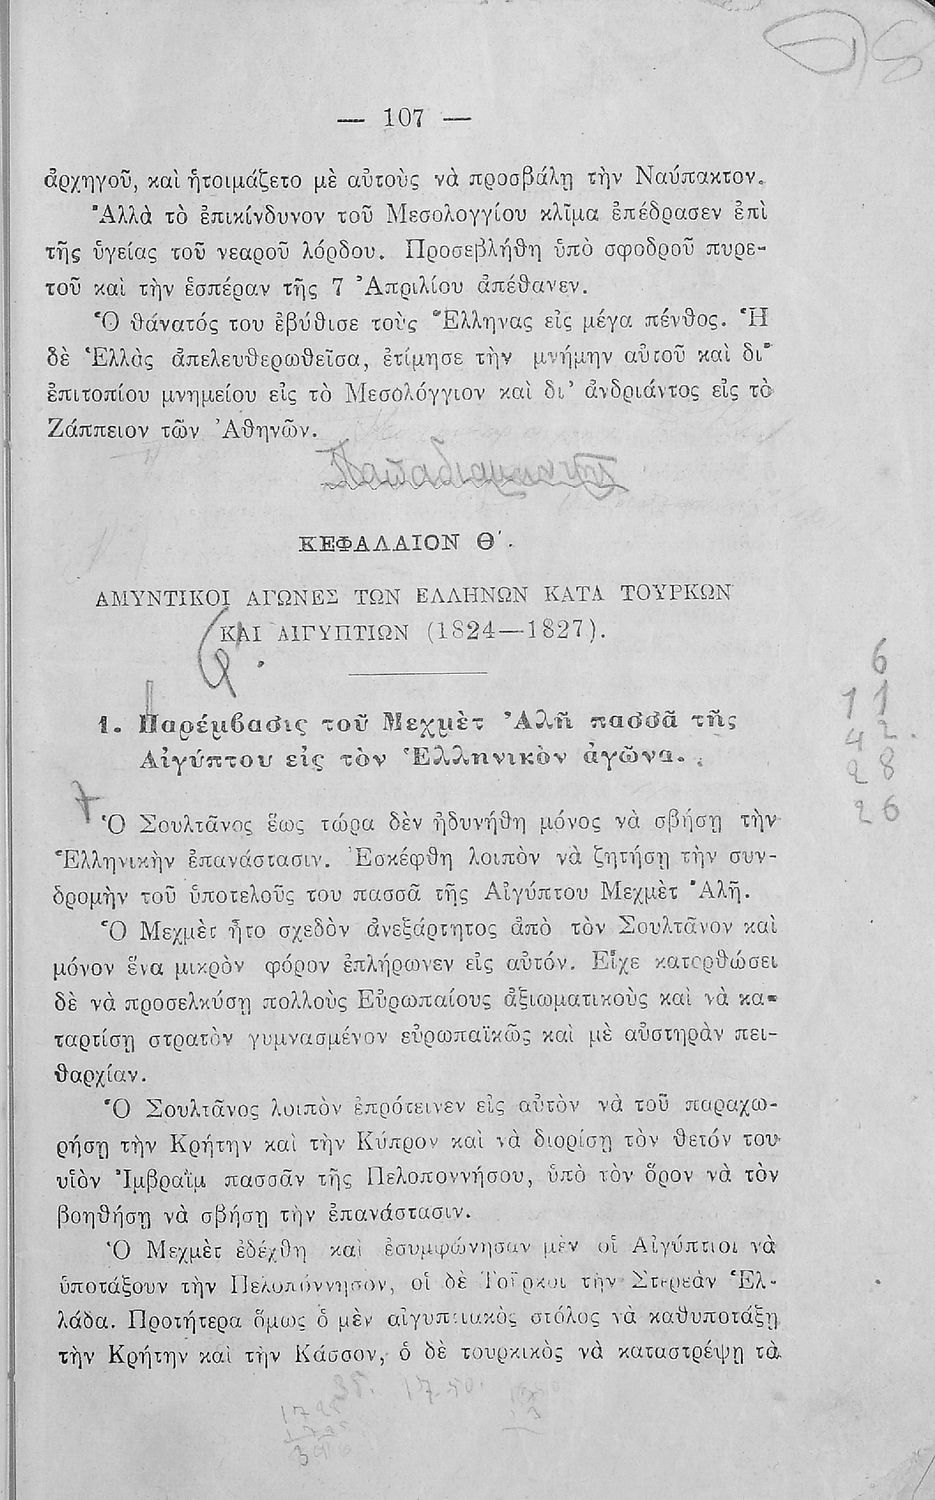 — 107 —
ἀρχηγοῦ, καὶ ἡτοιμάζετο μὲ αὐτοὺς νὰ προσβάλῃ τὴν Ναύπακτον.
Ἀλλὰ τὸ ἐπικίνδυνον τοῦ Μεσολογγίου κλῖμα ἐπέδρασεν ἐπὶ
τῆς ὑγείας τοῦ νεαροῦ λόρδου. Προσεβλήθη ὑπὸ σφοδροῦ πυρε-
τοῦ καὶ τὴν ἑσπέραν τῆς 7 Ἀπριλίου ἀπέθανεν.
Ὁ θάνατός του ἐβύθισε τοὺς Ἕλληνας εἰς μέγα πένθος. Ἡ
δὲ Ἑλλὰς ἀπελευθερωθεῖσα, ἐτίμησε τὴν μνήμην αὐτοῦ καὶ δι᾽
ἐπιτοπίου μνημείου εἰς τὸ Μεσολόγγιον καὶ δι᾽ ἀνδριάντος εἰς τὸ
Ζάππειον τῶν Ἀθηνῶν.
ΚΕΦΑΛΑΙΟΝ Θ΄.
ΑΜΥΝΤΙΚΟΙ ΑΓΩΝΕΣ ΤΩΝ ΕΛΛΗΝΩΝ ΚΑΤΑ ΤΟΥΡΚΩΝ
ΚΑΙ ΑΙΓΥΠΤΙΩΝ (1824—1827).
6
11
42.
28
26
1. Παρέμβασις τοῦ Μεχμὲτ Ἀλῆ πασσᾶ τῆς
Αἰγύπτου εἰς τὸν Ἑλληνικὸν ἀγῶνα.
Ὁ Σουλτᾶνος ἕως τώρα δὲν ἠδυνήθη μόνος νὰ σβήσῃ τὴν
Ἑλληνικὴν ἐπανάστασιν. Ἐσκέφθη λοιπὸν νὰ ζητήσῃ τὴν συν-
δρομὴν τοῦ ὑποτελοῦς του πασσᾶ τῆς Αἰγύπτου Μεχμὲτ Ἀλῆ.
Ὁ Μεχμὲτ ἦτο σχεδὸν ἀνεξάρτητος ἀπὸ τὸν Σουλτᾶνον καὶ
μόνον ἕνα μικρὸν φόρον ἐπλήρωνεν εἰς αὐτόν. Εἶχε κατορθώσει
δὲ νὰ προσελκύσῃ πολλοὺς Εὐρωπαίους ἀξιωματικοὺς καὶ νὰ κα-
ταρτίσῃ στρατὸν γυμνασμένον εὐρωπαϊκῶς καὶ μὲ αὐστηρὰν πει-
θαρχίαν.
Ὁ Σουλτᾶνος λοιπὸν ἐπρότεινεν εἰς αὐτὸν νὰ τοῦ παραχω-
ρήσῃ τὴν Κρήτην καὶ τὴν Κύπρον καὶ νὰ διορίσῃ τὸν θετόν του
υἱὸν Ἰμβραῒμ πασσᾶν τῆς Πελοποννήσου, ὑπὸ τὸν ὅρον νὰ τὸν
βοηθήσῃ νὰ σβήσῃ τὴν ἐπανάστασιν.
Ὁ Μεχμὲτ ἐδέχθη καὶ ἐσυμφώνησαν μὲν οἱ Αἰγύπτιοι νὰ
ὑποτάξουν τὴν Πελοπόννησον, οἱ δὲ Τοῦρκοι τὴν Στερεὰν Ἑλ-
λάδα. Προτήτερα ὅμως ὁ μὲν αἰγυπτιακὸς στόλος νὰ καθυποτάξῃ
τὴν Κρήτην καὶ τὴν Κάσσον, ὁ δὲ τουρκικὸς νὰ καταστρέψῃ τὰ